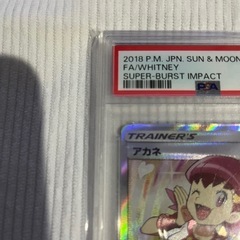 2018 P.M. JPN. SUN & MOON
FA/WHITNEY
SUPER-BURST IMPACT
PSA
TRAINER'S
アカネ